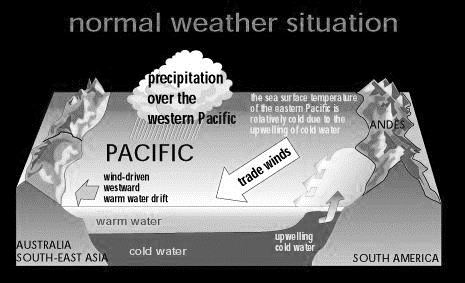 normal weather situation
precipitation
over the
western Pacific
the sea surface temperature
of the eastern Pacific is
relatively cold due to the
upwelling of cold water
ANDES
PACIFIC
trade winds
wind-driven
westward
warm water drift
warm water
cold water
upwelling
cold water
AUSTRALIA
SOUTH-EAST ASIA
SOUTH AMERICA